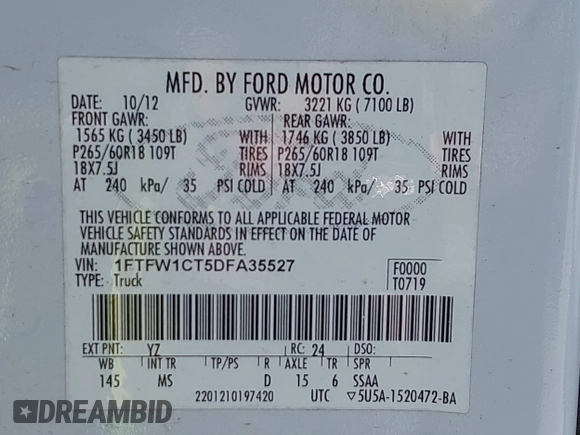 MFD. BY FORD MOTOR CO.
DATE: 10/12 GVWR: 3221 KG ( 7100 LB)
FRONT GAWR: REAR GAWR:
1565 KG ( 3450 LB) WITH 1746 KG ( 3850 LB) WITH
P265/60R18 109T TIRES P265/60R18 109T TIRES
18X7.5J RIMS 18X7.5J RIMS
AT 240 kPa/ 35 PSI COLD AT 240 kPa/ 35 PSI COLD
THIS VEHICLE CONFORMS TO ALL APPLICABLE FEDERAL MOTOR
VEHICLE SAFETY STANDARDS IN EFFECT ON THE DATE OF
MANUFACTURE SHOWN ABOVE.
VIN: 1FTFW1CT5DFA35527 F0000
TYPE: Truck T0719
EXT PNT: YZ RC: 24 DSO:
WB INT TR TP/PS R AXLE TR SPR
145 MS D 15 6 SSAA
2201210197420 UTC ▽5U5A-1520472-BA
DREAMBID